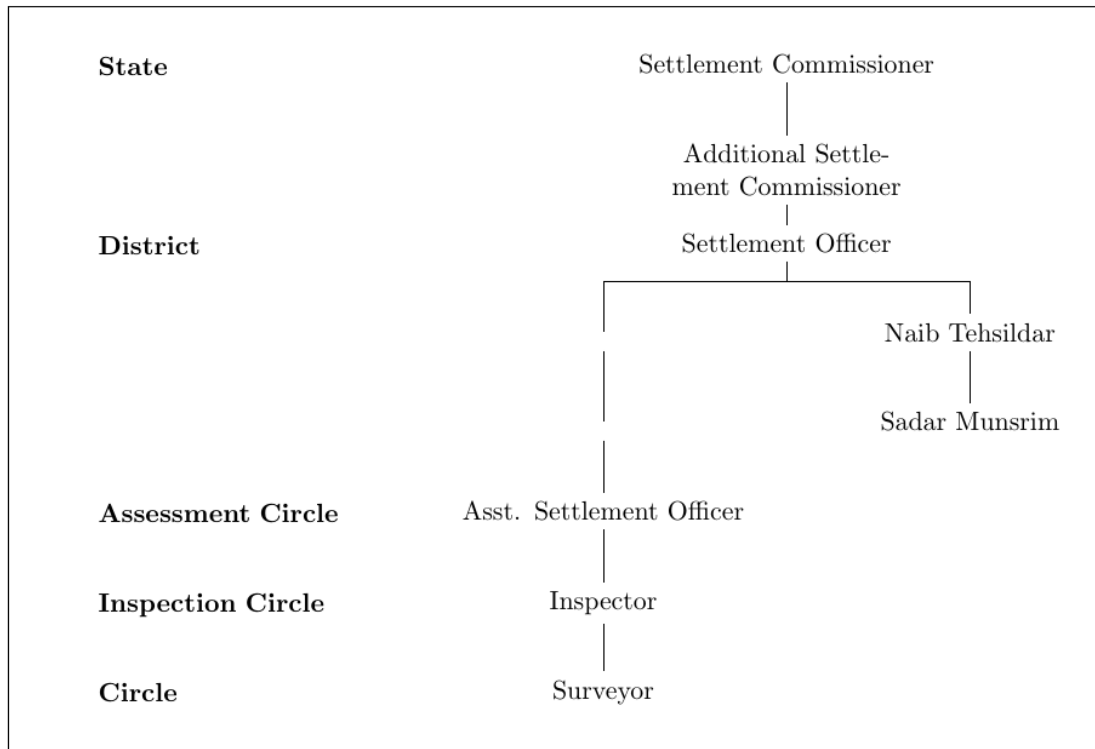 State
Settlement Commissioner
Additional Settle-
ment Commissioner
District
Settlement Officer
Naib Tehsildar
Sadar Munsrim
Assessment Circle
Asst. Settlement Officer
Inspection Circle
Inspector
Circle
Surveyor